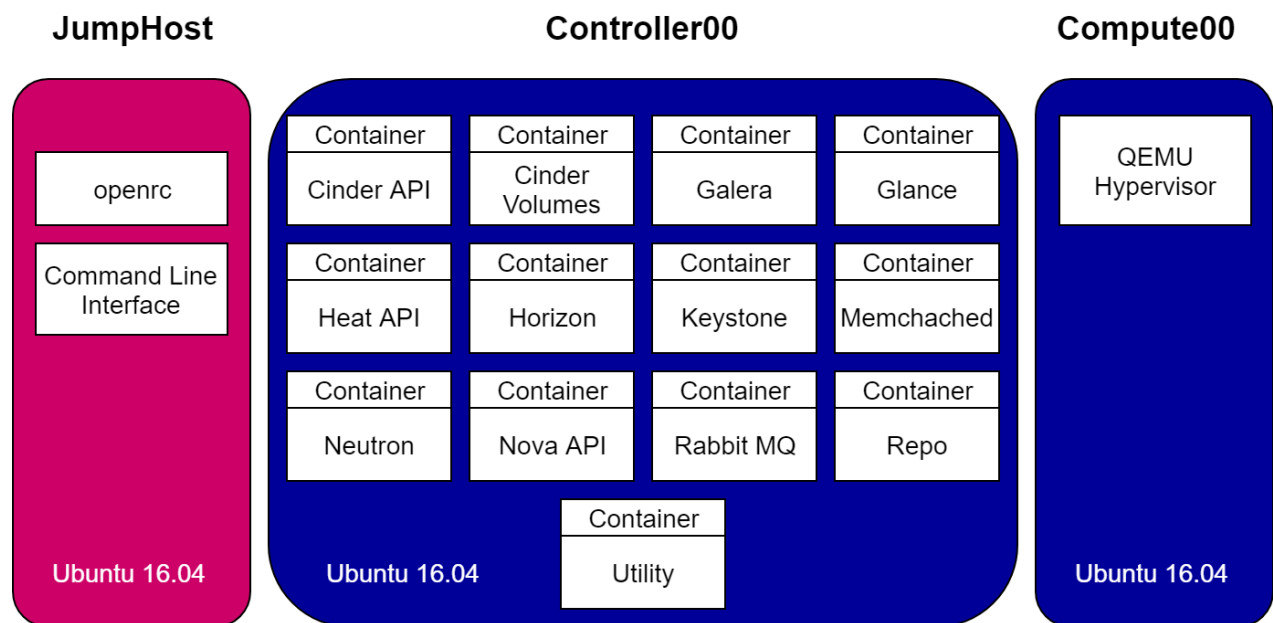 JumpHost
Controller00
Compute00
openrc
Command Line
Interface
Ubuntu 16.04
Container
Cinder API
Container
Cinder
Volumes
Container
Galera
Container
Glance
Container
Heat API
Container
Horizon
Container
Keystone
Container
Memchached
Container
Neutron
Container
Nova API
Container
Rabbit MQ
Container
Repo
Container
Utility
Ubuntu 16.04
QEMU
Hypervisor
Ubuntu 16.04